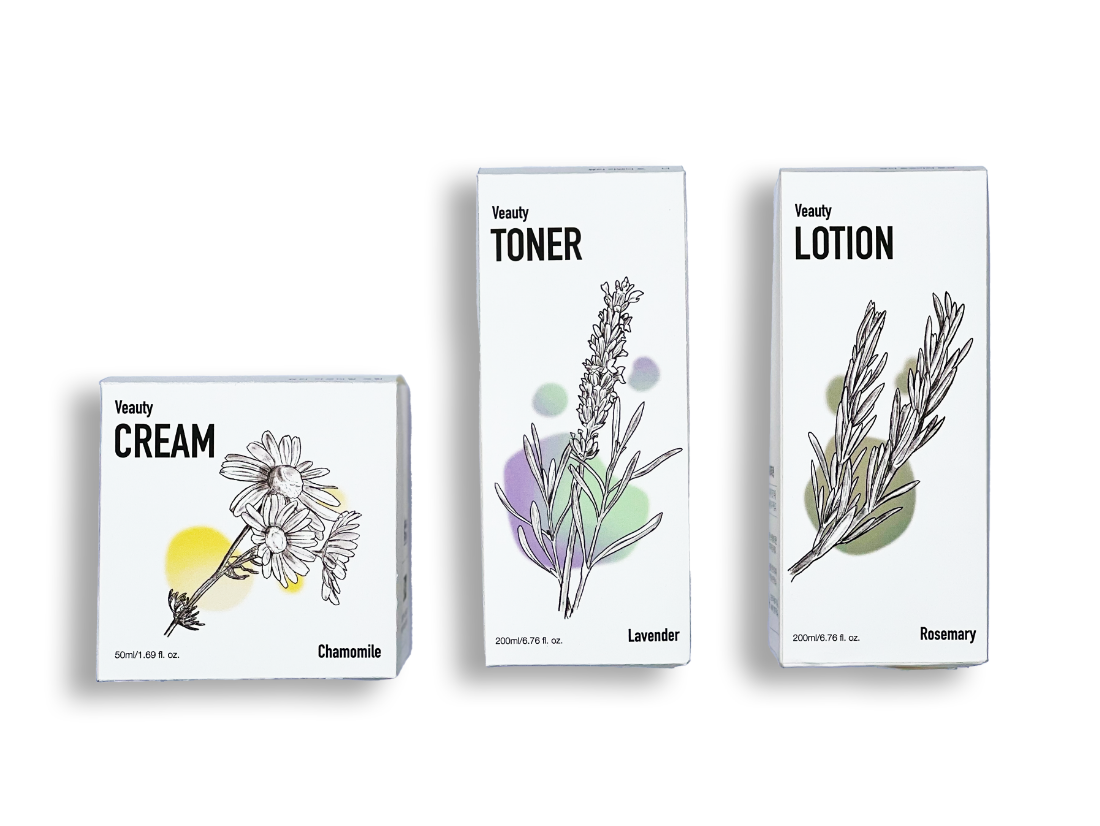 Veauty
CREAM
50ml/1.69 fl. oz.
Chamomile
Veauty
TONER
200ml/6.76 fl. oz.
Lavender
Veauty
LOTION
200ml/6.76 fl. oz.
Rosemary